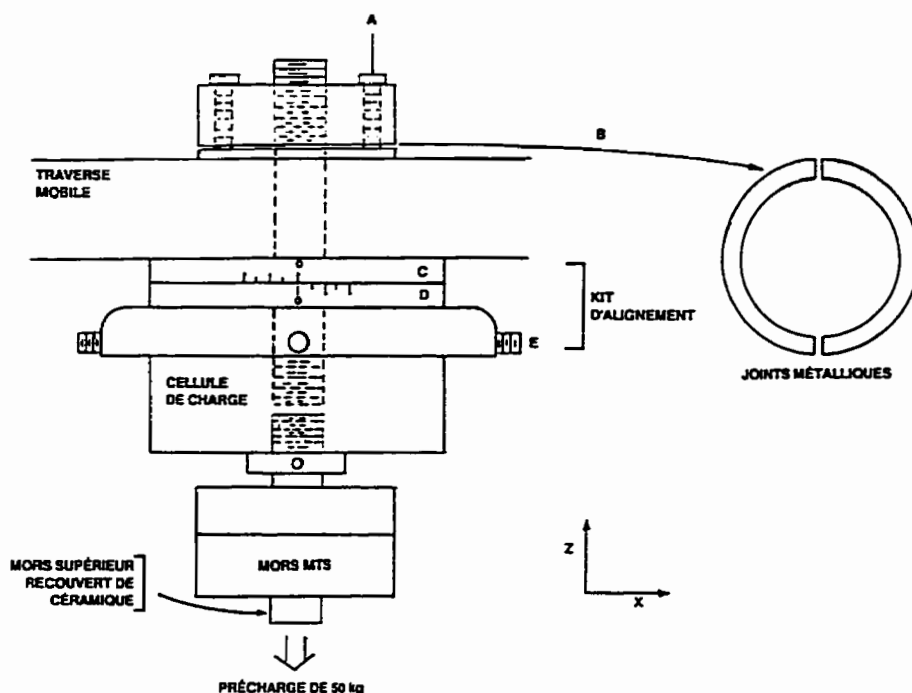 A
B
TRAVERSE
MOBILE
C
D
KIT
D'ALIGNEMENT
E
JOINTS MÉTALLIQUES
CELLULE
DE CHARGE
MORS SUPÉRIEUR
RECOUVERT DE
CÉRAMIQUE
MORS MTS
Z
X
PRÉCHARGE DE 50 kg